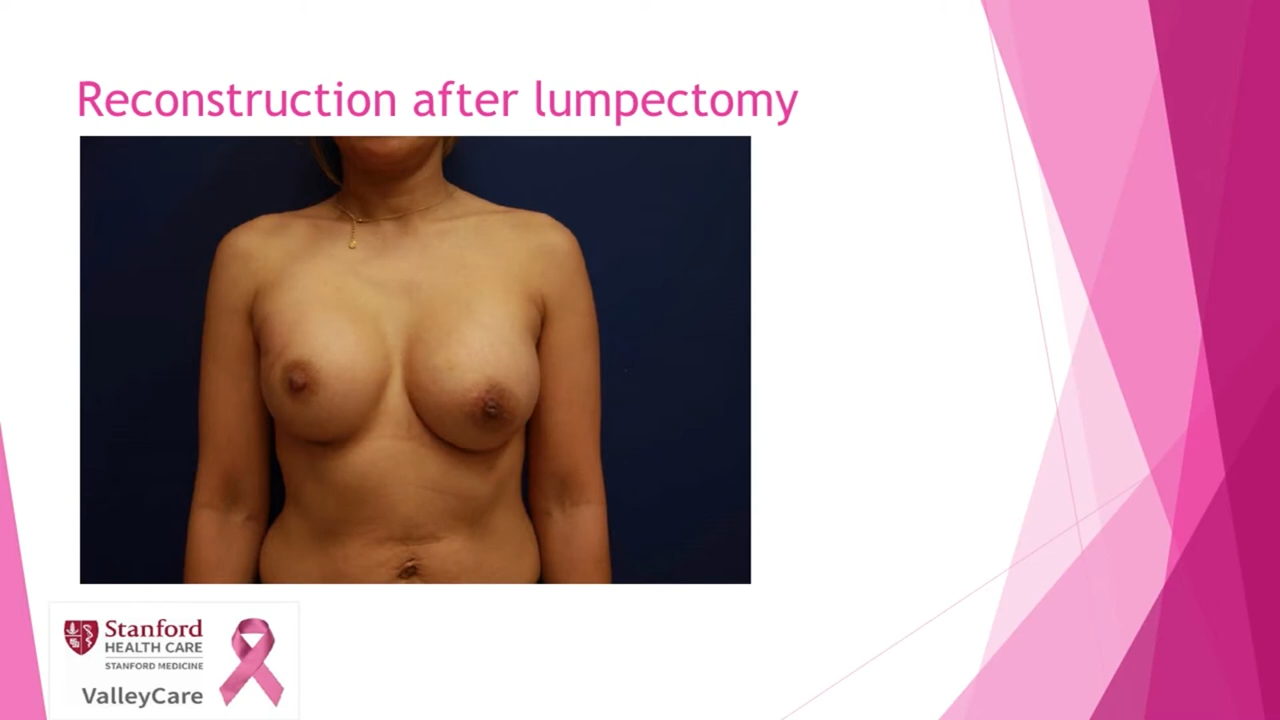 Reconstruction after lumpectomy
Stanford
HEALTH CARE
STANFORD MEDICINE
ValleyCare